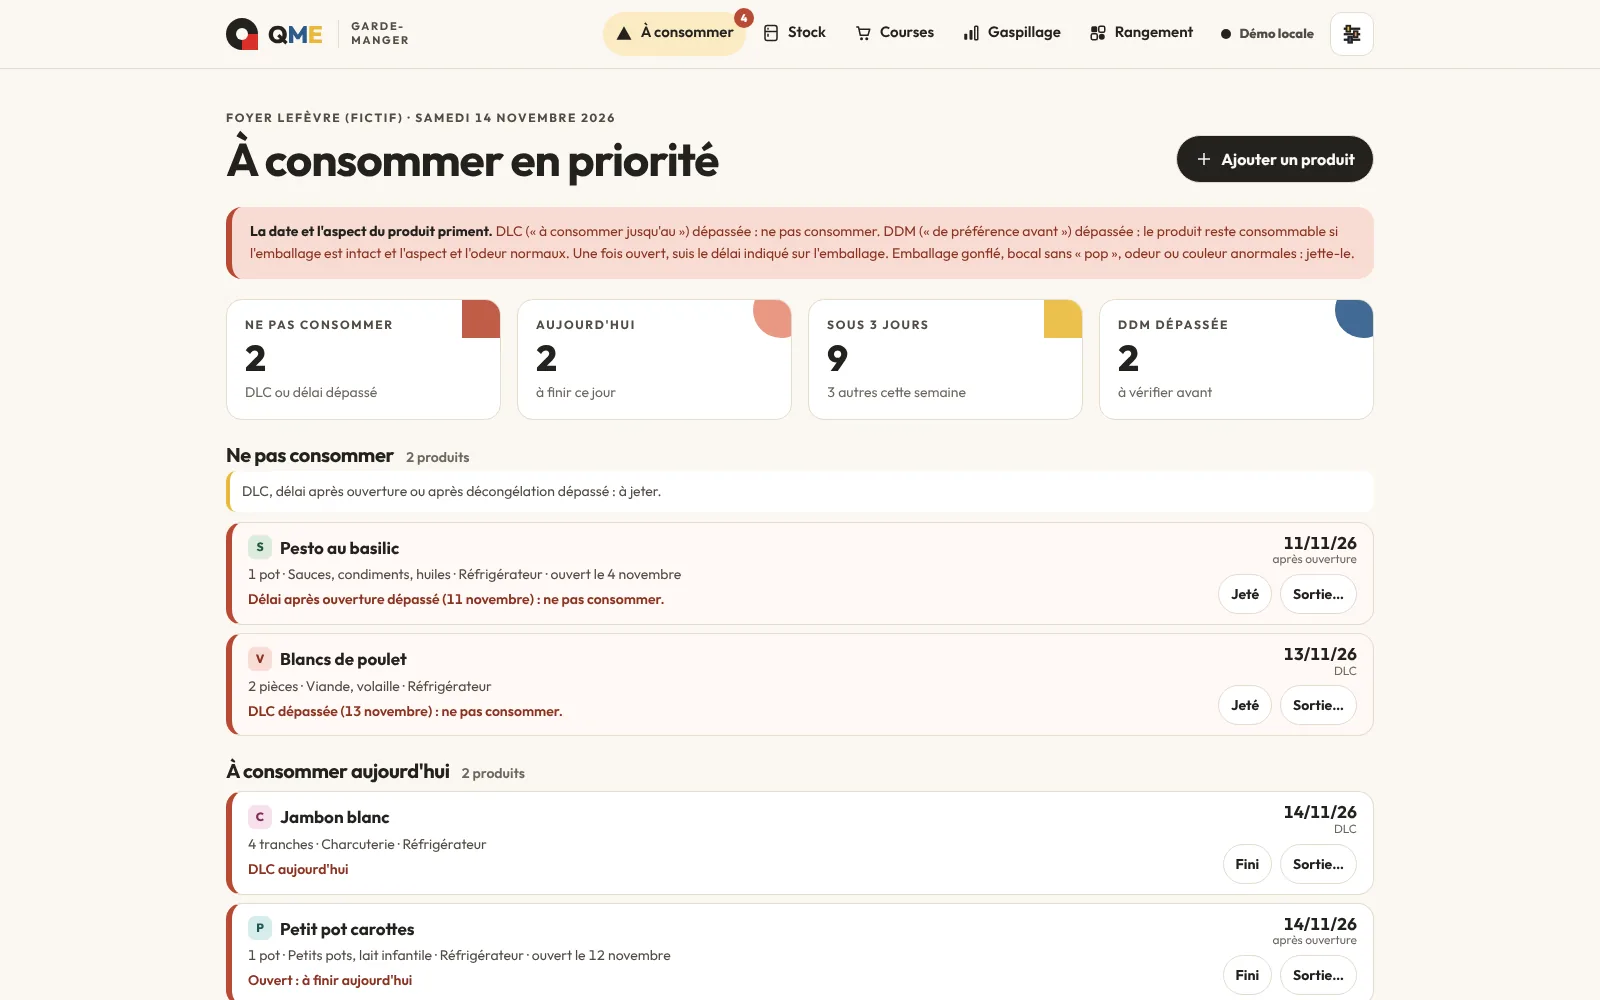 QME
GARDE-
MANGER
À consommer
4
Stock
Courses
Gaspillage
Rangement
Démo locale
FOYER LEFÈVRE (FICTIF) · SAMEDI 14 NOVEMBRE 2026
À consommer en priorité
Ajouter un produit
La date et l'aspect du produit priment. DLC (« à consommer jusqu'au ») dépassée : ne pas consommer. DDM (« de préférence avant ») dépassée : le produit reste consommable si
l'emballage est intact et l'aspect et l'odeur normaux. Une fois ouvert, suis le délai indiqué sur l'emballage. Emballage gonflé, bocal sans « pop », odeur ou couleur anormales : jette-le.
NE PAS CONSOMMER
2
DLC ou délai dépassé
AUJOURD'HUI
2
à finir ce jour
SOUS 3 JOURS
9
3 autres cette semaine
DDM DÉPASSÉE
2
à vérifier avant
Ne pas consommer 2 produits
DLC, délai après ouverture ou après décongélation dépassé : à jeter.
S Pesto au basilic
1 pot · Sauces, condiments, huiles · Réfrigérateur · ouvert le 4 novembre
Délai après ouverture dépassé (11 novembre) : ne pas consommer.
11/11/26
après ouverture
Jeté
Sortie...
V Blancs de poulet
2 pièces · Viande, volaille · Réfrigérateur
DLC dépassée (13 novembre) : ne pas consommer.
13/11/26
DLC
Jeté
Sortie...
À consommer aujourd'hui 2 produits
C Jambon blanc
4 tranches · Charcuterie · Réfrigérateur
DLC aujourd'hui
14/11/26
DLC
Fini
Sortie...
P Petit pot carottes
1 pot · Petits pots, lait infantile · Réfrigérateur · ouvert le 12 novembre
Ouvert : à finir aujourd'hui
14/11/26
après ouverture
Fini
Sortie...